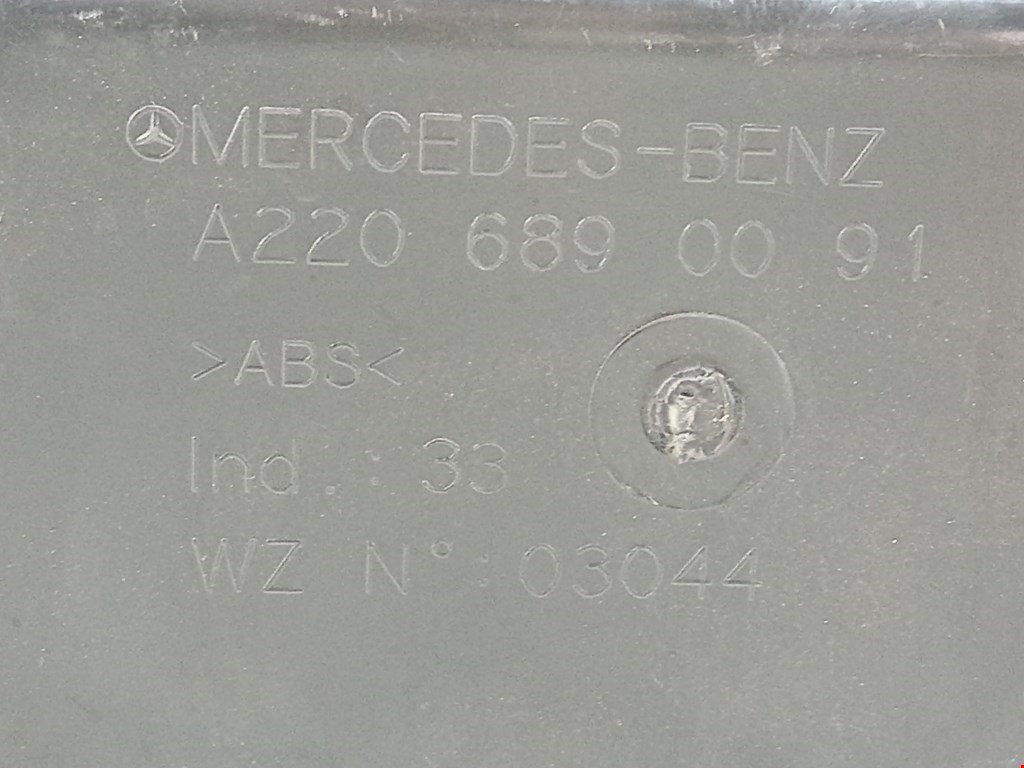 MERCEDES-BENZ
A220 689 00 91
>ABS<
Ind.: 33
WZ N°: 03044